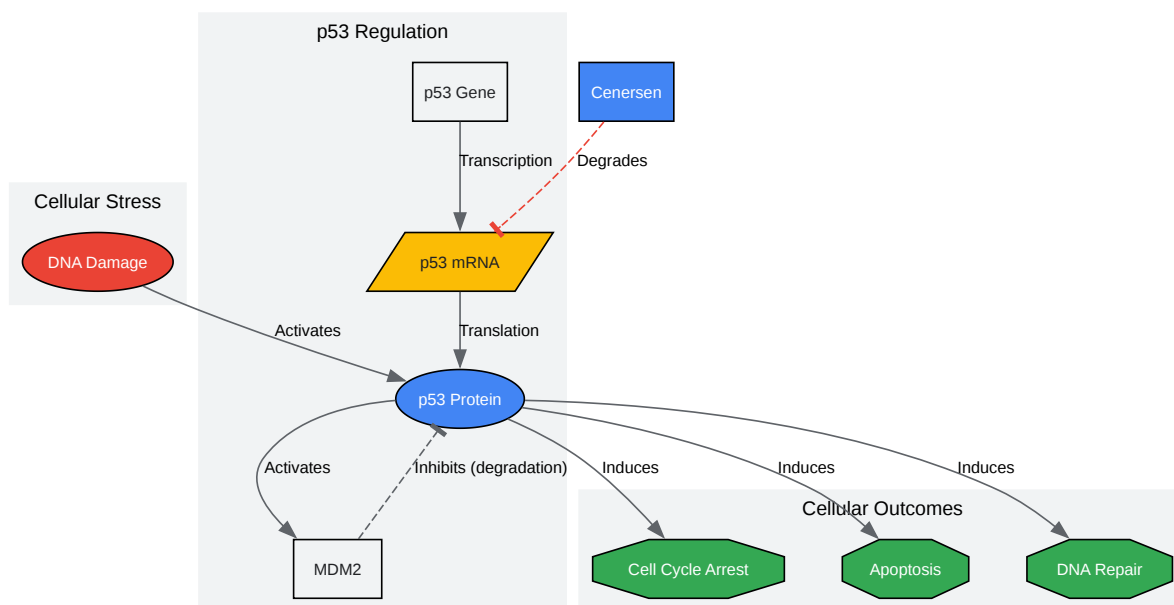 p53 Regulation
p53 Gene
Cenersen
Transcription
Degrades
Cellular Stress
DNA Damage
p53 mRNA
Activates
Translation
p53 Protein
Activates
Inhibits (degradation)
Induces
Induces
Induces
Cellular Outcomes
MDM2
Cell Cycle Arrest
Apoptosis
DNA Repair